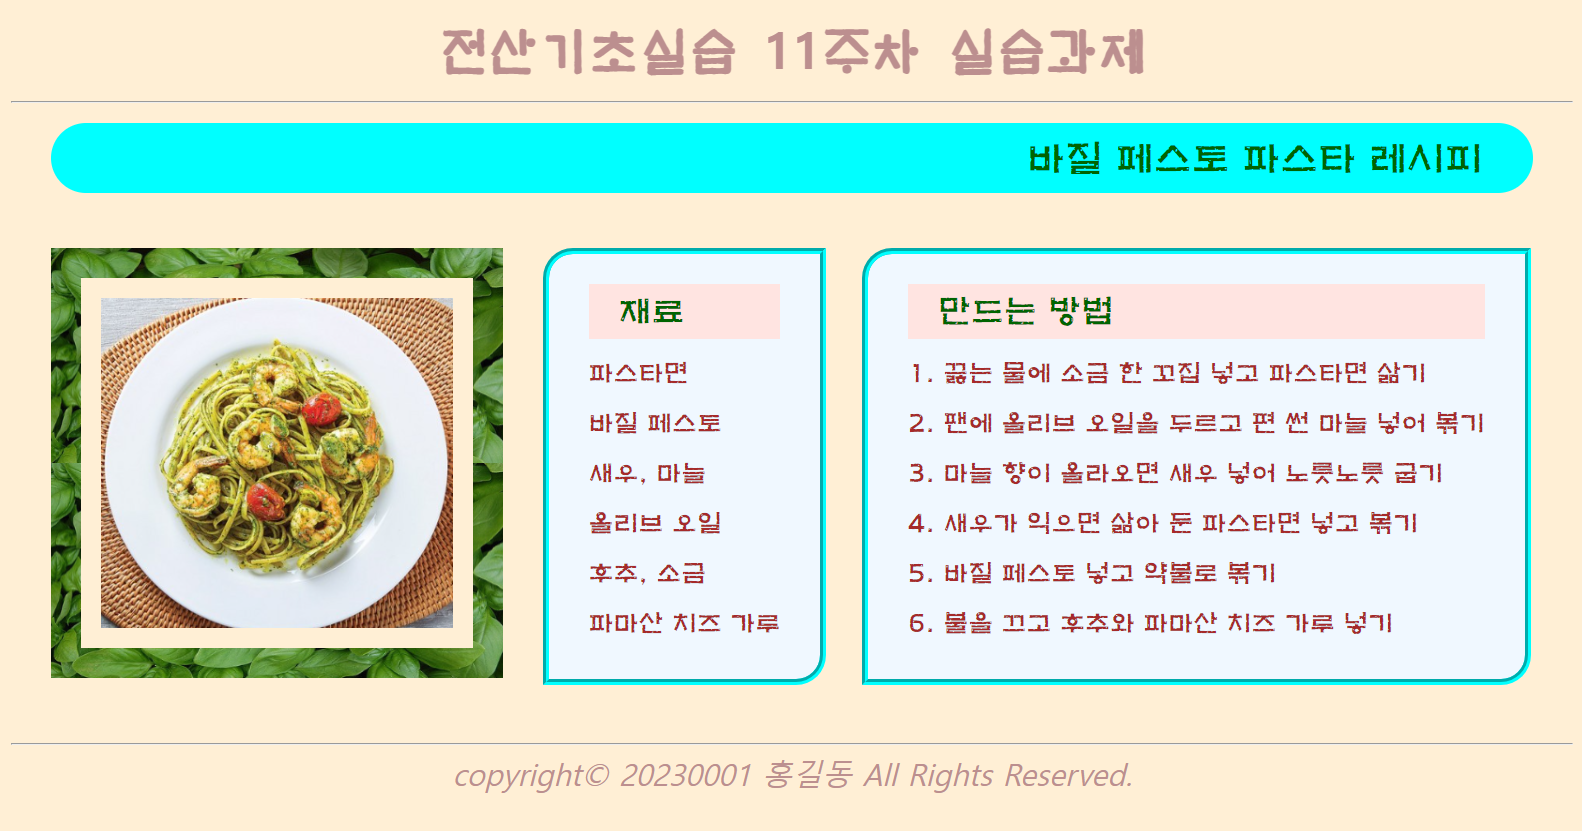 전산기초실습 11주차 실습과제
바질 페스토 파스타 레시피
재료
파스타면
바질 페스토
새우, 마늘
올리브 오일
후추, 소금
파마산 치즈 가루
만드는 방법
1. 끓는 물에 소금 한 꼬집 넣고 파스타면 삶기
2. 팬에 올리브 오일을 두르고 편 썬 마늘 넣어 볶기
3. 마늘 향이 올라오면 새우 넣어 노릇노릇 굽기
4. 새우가 익으면 삶아 둔 파스타면 넣고 볶기
5. 바질 페스토 넣고 약불로 볶기
6. 불을 끄고 후추와 파마산 치즈 가루 넣기
copyright© 20230001 홍길동 All Rights Reserved.